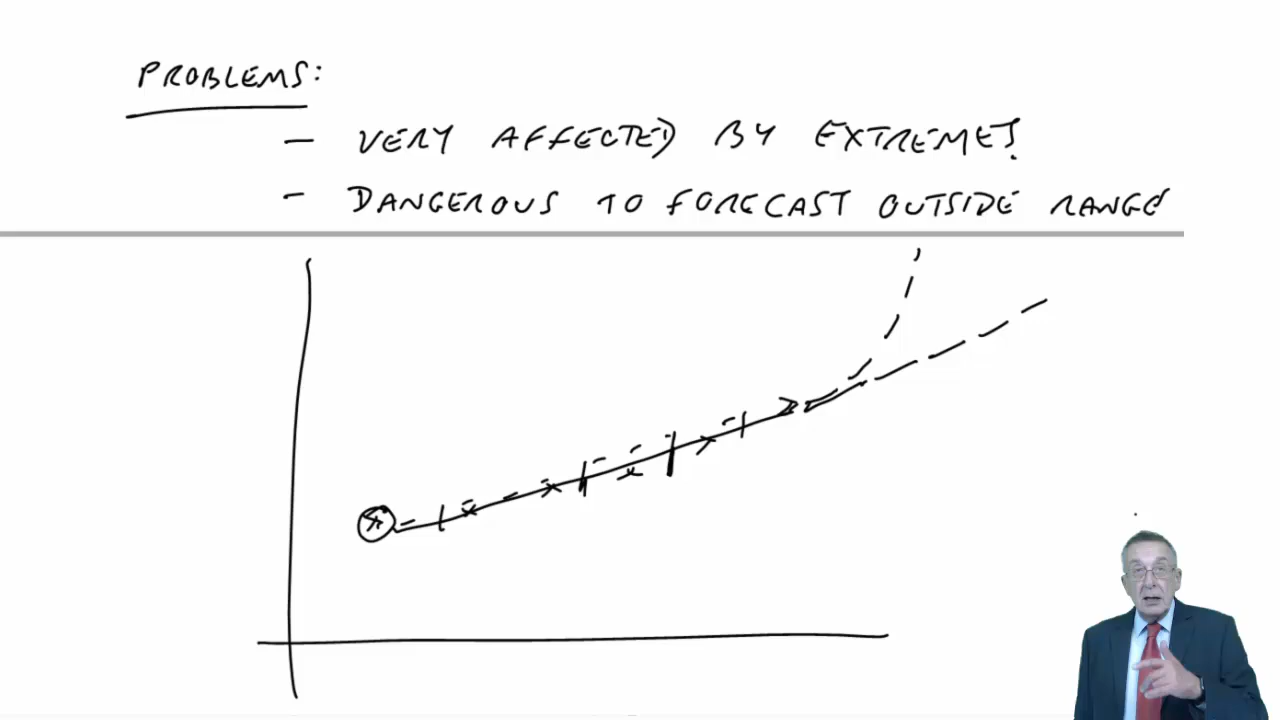 PROBLEMS:
– VERY AFFECTED BY EXTREMES!
– DANGEROUS TO FORECAST OUTSIDE RANGE